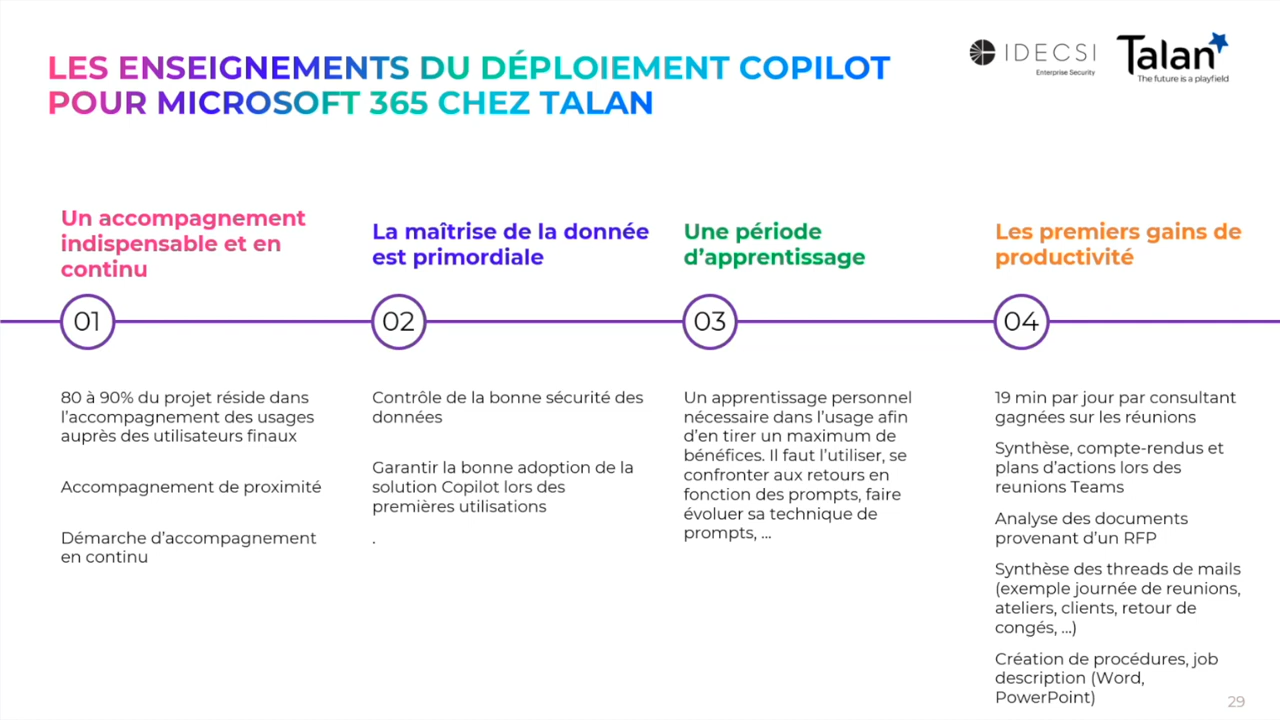 LES ENSEIGNEMENTS DU DÉPLOIEMENT COPILOT
POUR MICROSOFT 365 CHEZ TALAN
IDECSI
Enterprise Security
Talan
The future is a playfield
Un accompagnement
indispensable et en
continu
01
80 à 90% du projet réside dans
l'accompagnement des usages
auprès des utilisateurs finaux
Accompagnement de proximité
Démarche d'accompagnement
en continu
La maîtrise de la donnée
est primordiale
02
Contrôle de la bonne sécurité des
données
Garantir la bonne adoption de la
solution Copilot lors des
premières utilisations
.
Une période
d'apprentissage
03
Un apprentissage personnel
nécessaire dans l'usage afin
d'en tirer un maximum de
bénéfices. Il faut l'utiliser, se
confronter aux retours en
fonction des prompts, faire
évoluer sa technique de
prompts, ...
Les premiers gains de
productivité
04
19 min par jour par consultant
gagnées sur les réunions
Synthèse, compte-rendus et
plans d'actions lors des
reunions Teams
Analyse des documents
provenant d'un RFP
Synthèse des threads de mails
(exemple journée de reunions,
ateliers, clients, retour de
congés, ...)
Création de procédures, job
description (Word,
PowerPoint)
29